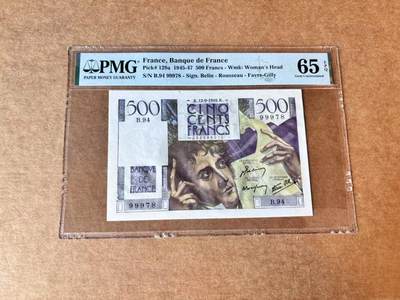 PMG
PAPER MONEY GUARANTY
France, Banque de France
Pick# 129a 1945-47 500 Francs - Wmk: Woman's Head
S/N B.94 99978 - Sign. Belin - Rousseau - Favre-Gilly
65 EPQ
500
500
99978
B.94
CINQ
CENTS
FRANCS
BANQUE
DE
FRANCE
99978
B.94